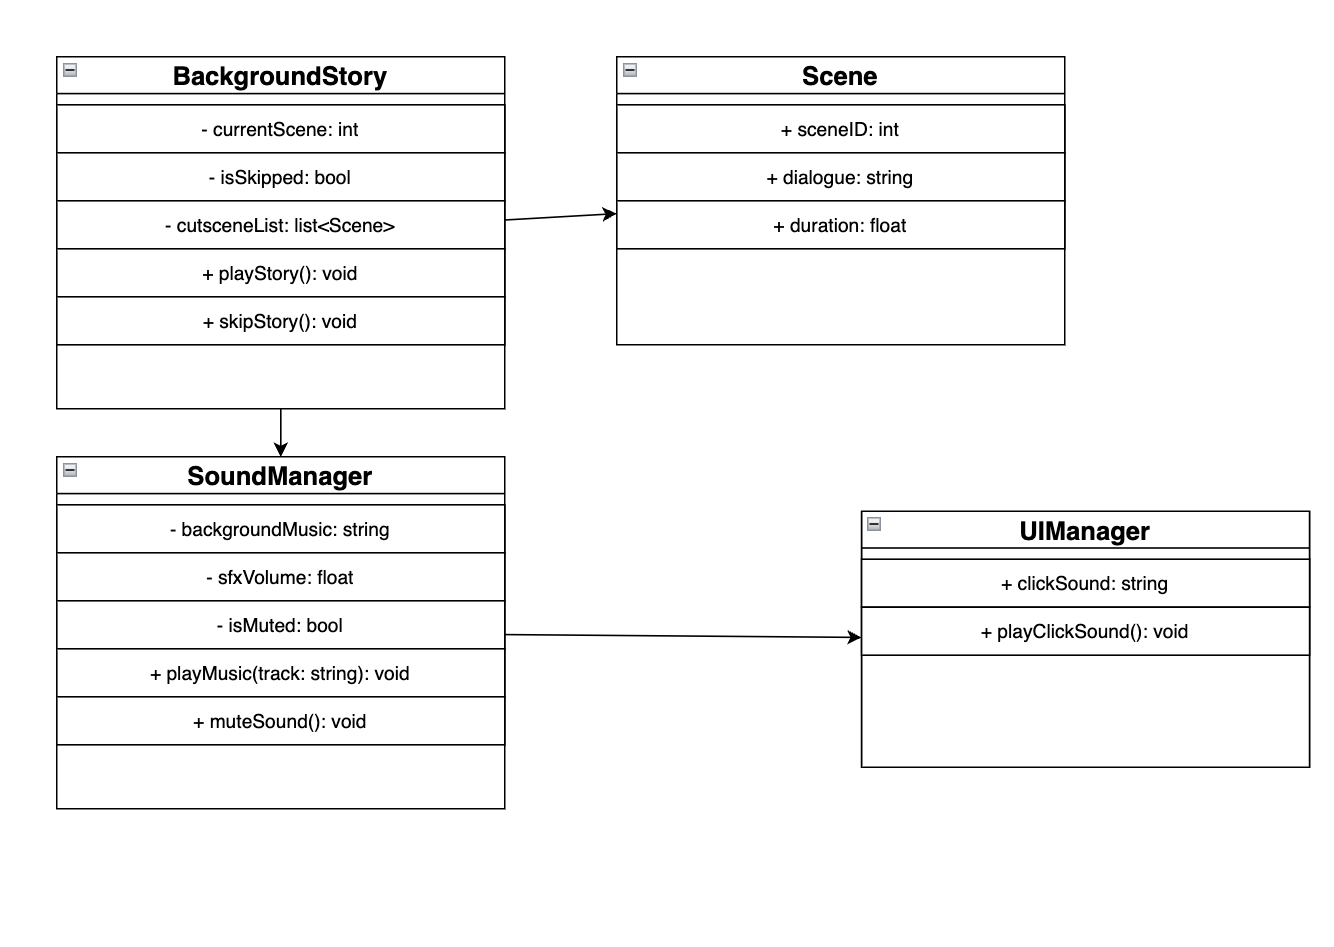 BackgroundStory
- currentScene: int
- isSkipped: bool
- cutsceneList: list<Scene>
+ playStory(): void
+ skipStory(): void
Scene
+ sceneID: int
+ dialogue: string
+ duration: float
SoundManager
- backgroundMusic: string
- sfxVolume: float
- isMuted: bool
+ playMusic(track: string): void
+ muteSound(): void
UIManager
+ clickSound: string
+ playClickSound(): void